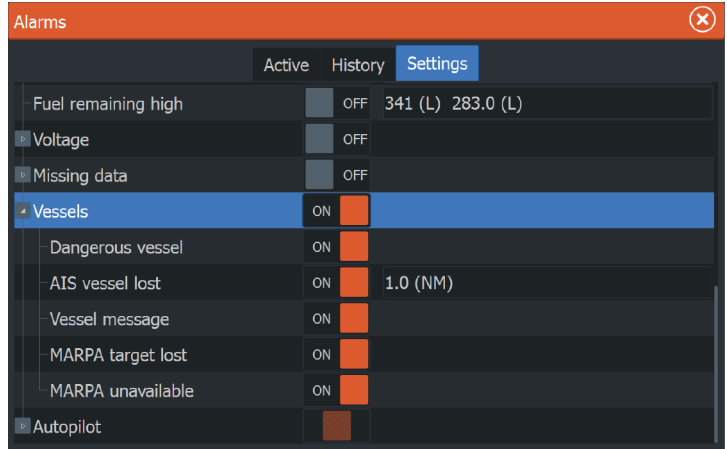 Alarms
Active History Settings
Fuel remaining high OFF 341 (L) 283.0 (L)
Voltage OFF
Missing data OFF
Vessels ON
Dangerous vessel ON
AIS vessel lost ON 1.0 (NM)
Vessel message ON
MARPA target lost ON
MARPA unavailable ON
Autopilot